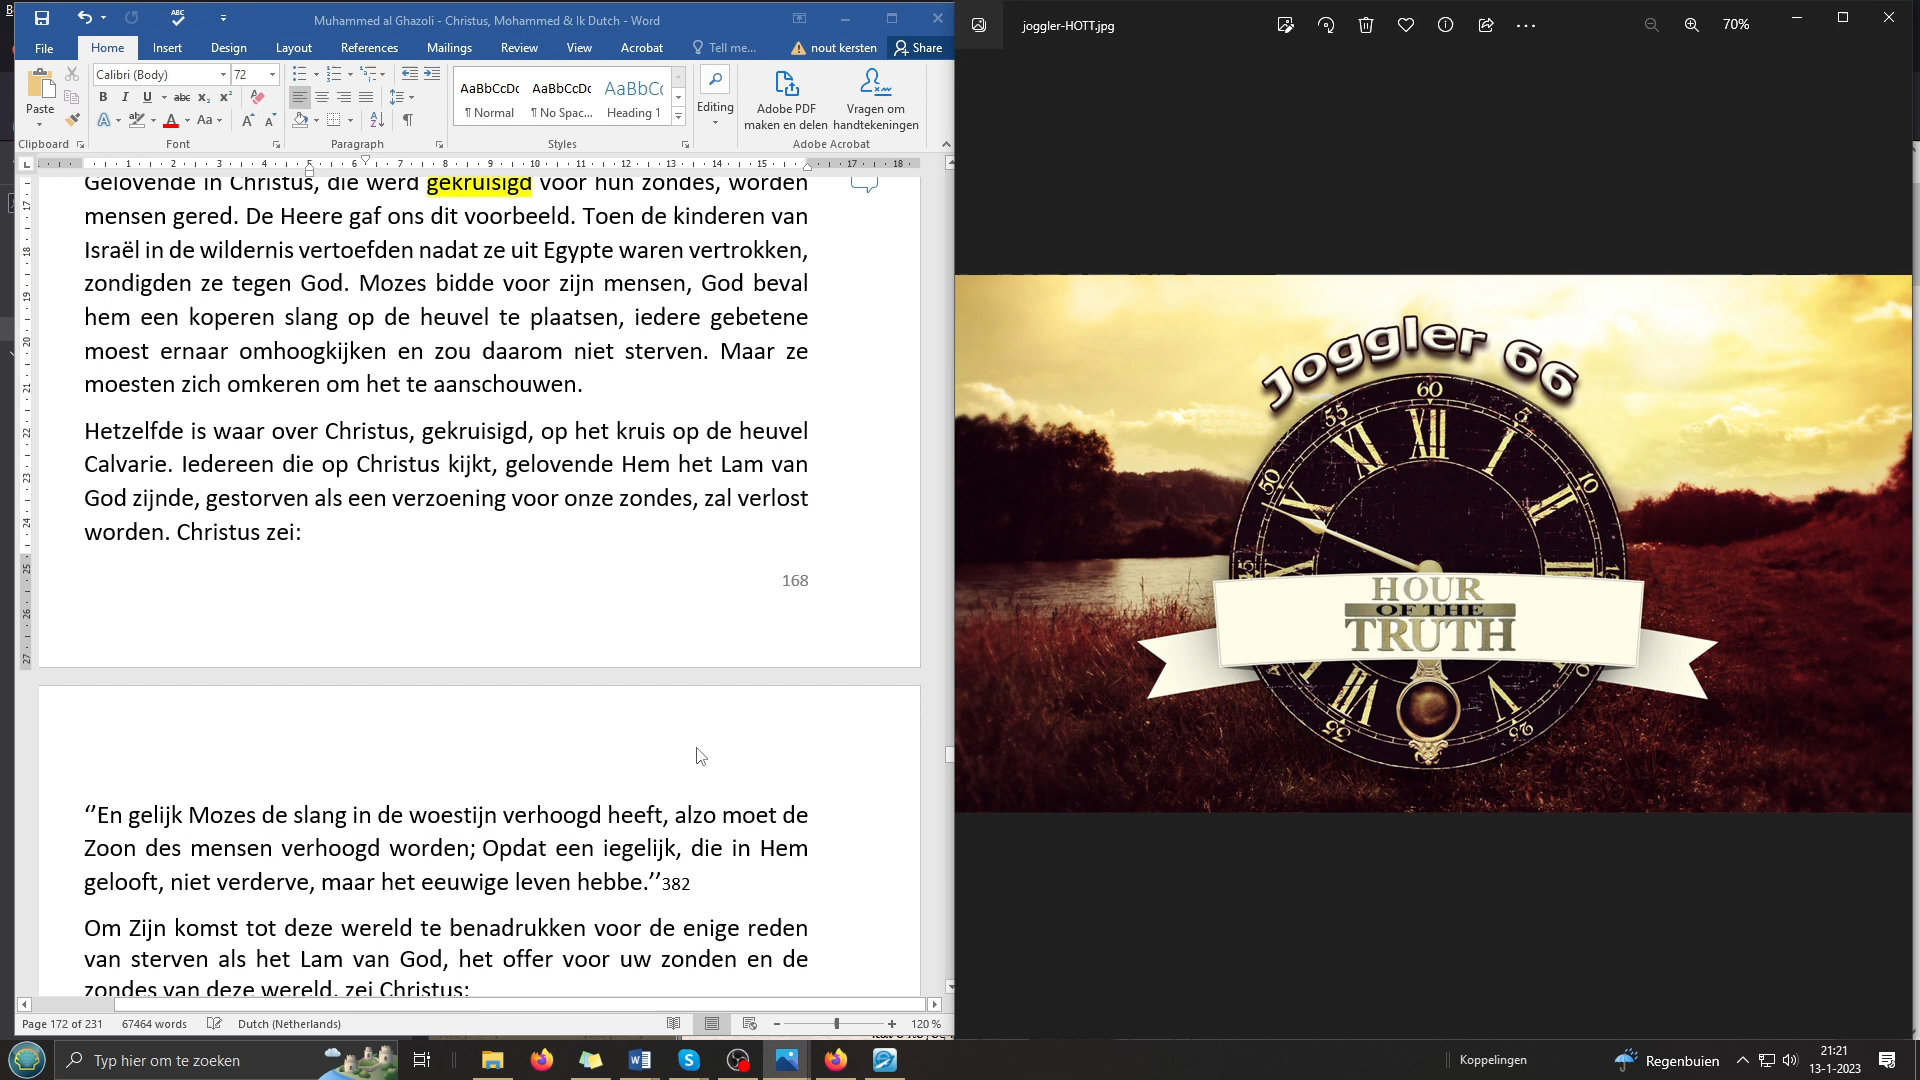 Muhammed al Ghazoli - Christus, Mohammed & Ik Dutch - Word
File Home Insert Design Layout References Mailings Review View Acrobat Tell me... nout kersten Share
Paste
Clipboard
Calibri (Body) 72
Font
Paragraph
AaBbCcDc AaBbCcDc AaBbCc
¶ Normal ¶ No Spac... Heading 1
Styles
Editing
Adobe PDF
maken en delen
Vragen om
handtekeningen
Adobe Acrobat
Gelovende in Christus, die werd gekruisigd voor hun zondes, worden
mensen gered. De Heere gaf ons dit voorbeeld. Toen de kinderen van
Israël in de wildernis vertoefden nadat ze uit Egypte waren vertrokken,
zondigden ze tegen God. Mozes bidde voor zijn mensen, God beval
hem een koperen slang op de heuvel te plaatsen, iedere gebetene
moest ernaar omhoogkijken en zou daarom niet sterven. Maar ze
moesten zich omkeren om het te aanschouwen.
Hetzelfde is waar over Christus, gekruisigd, op het kruis op de heuvel
Calvarie. Iedereen die op Christus kijkt, gelovende Hem het Lam van
God zijnde, gestorven als een verzoening voor onze zondes, zal verlost
worden. Christus zei:
168
‘’En gelijk Mozes de slang in de woestijn verhoogd heeft, alzo moet de
Zoon des mensen verhoogd worden; Opdat een iegelijk, die in Hem
gelooft, niet verderve, maar het eeuwige leven hebbe.’’382
Om Zijn komst tot deze wereld te benadrukken voor de enige reden
van sterven als het Lam van God, het offer voor uw zonden en de
zondes van deze wereld, zei Christus:
Page 172 of 231 67464 words Dutch (Netherlands) 120 %
joggler-HOTT.jpg 70%
Joggler 66
60 5 10 25 35 50 55
XII I II V VII X XI
HOUR
OF THE
TRUTH
Typ hier om te zoeken
Koppelingen
Regenbuien
21:21
13-1-2023